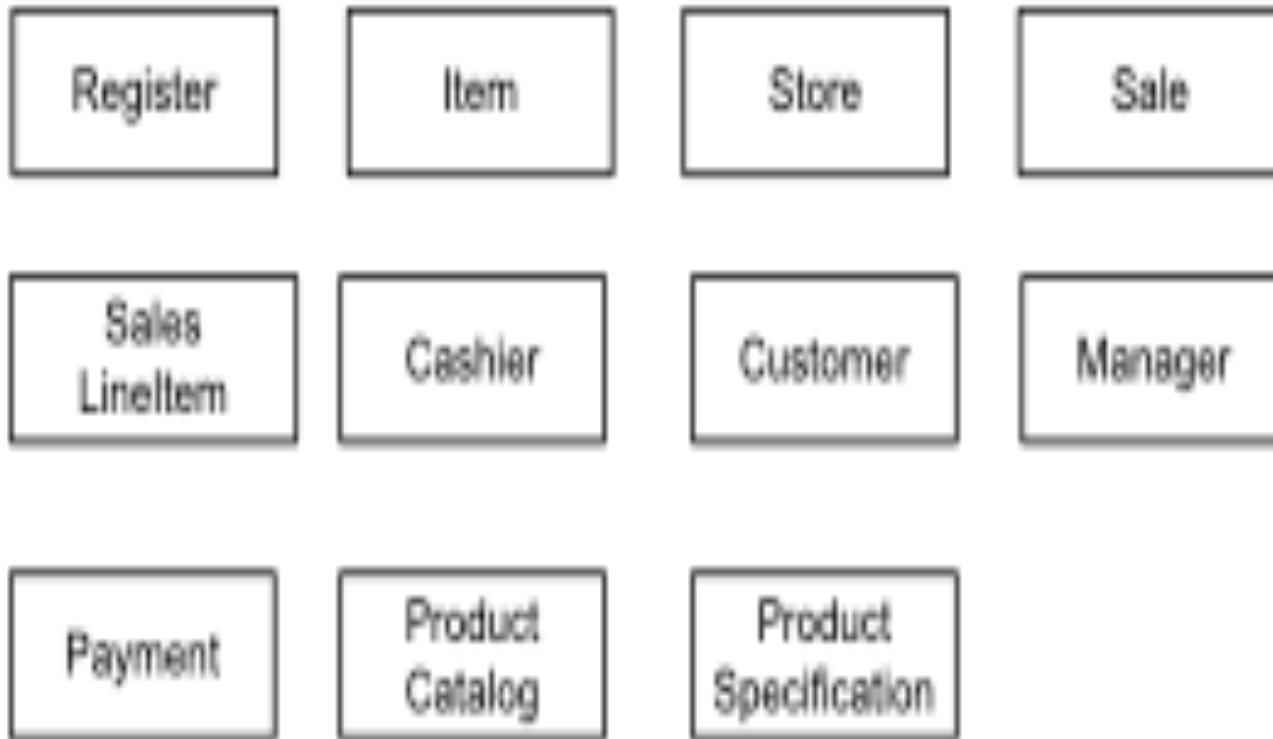 Register
Item
Store
Sale
Sales
LineItem
Cashier
Customer
Manager
Payment
Product
Catalog
Product
Specification